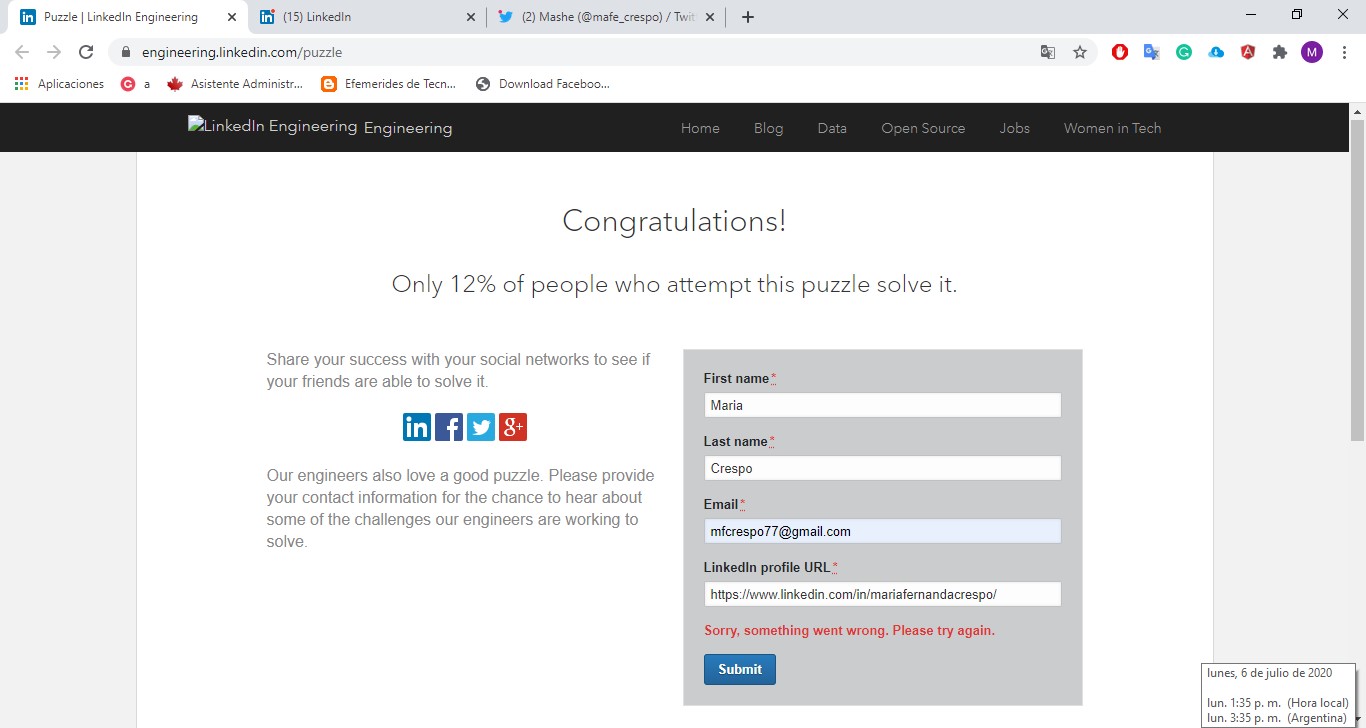 Puzzle | LinkedIn Engineering
(15) LinkedIn
(2) Mashe (@mafe_crespo) / Twit
engineering.linkedin.com/puzzle
M
Aplicaciones
a
Asistente Administr...
Efemerides de Tecn...
Download Faceboo...
LinkedIn Engineering Engineering
Home
Blog
Data
Open Source
Jobs
Women in Tech
Congratulations!
Only 12% of people who attempt this puzzle solve it.
Share your success with your social networks to see if
your friends are able to solve it.
Our engineers also love a good puzzle. Please provide
your contact information for the chance to hear about
some of the challenges our engineers are working to
solve.
First name*
Maria
Last name*
Crespo
Email*
mfcrespo77@gmail.com
LinkedIn profile URL*
https://www.linkedin.com/in/mariafernandacrespo/
Sorry, something went wrong. Please try again.
Submit
lunes, 6 de julio de 2020
lun. 1:35 p. m. (Hora local)
lun. 3:35 p. m. (Argentina)